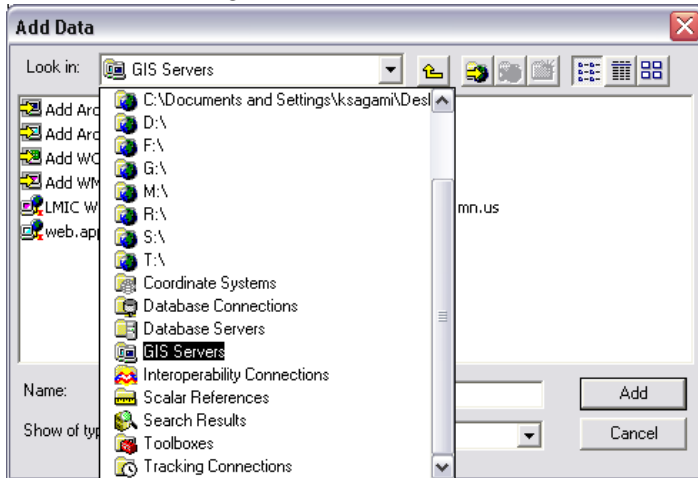 Add Data
Look in: GIS Servers
C:\Documents and Settings\ksagami\Desl
Add Arc
D:\
Add Arc
F:\
Add WC
G:\
Add WM
M:\
LMIC W
R:\
mn.us
web.ap
S:\
T:\
Coordinate Systems
Database Connections
Database Servers
GIS Servers
Interoperability Connections
Name:
Scalar References
Add
Search Results
Show of typ
Cancel
Toolboxes
Tracking Connections